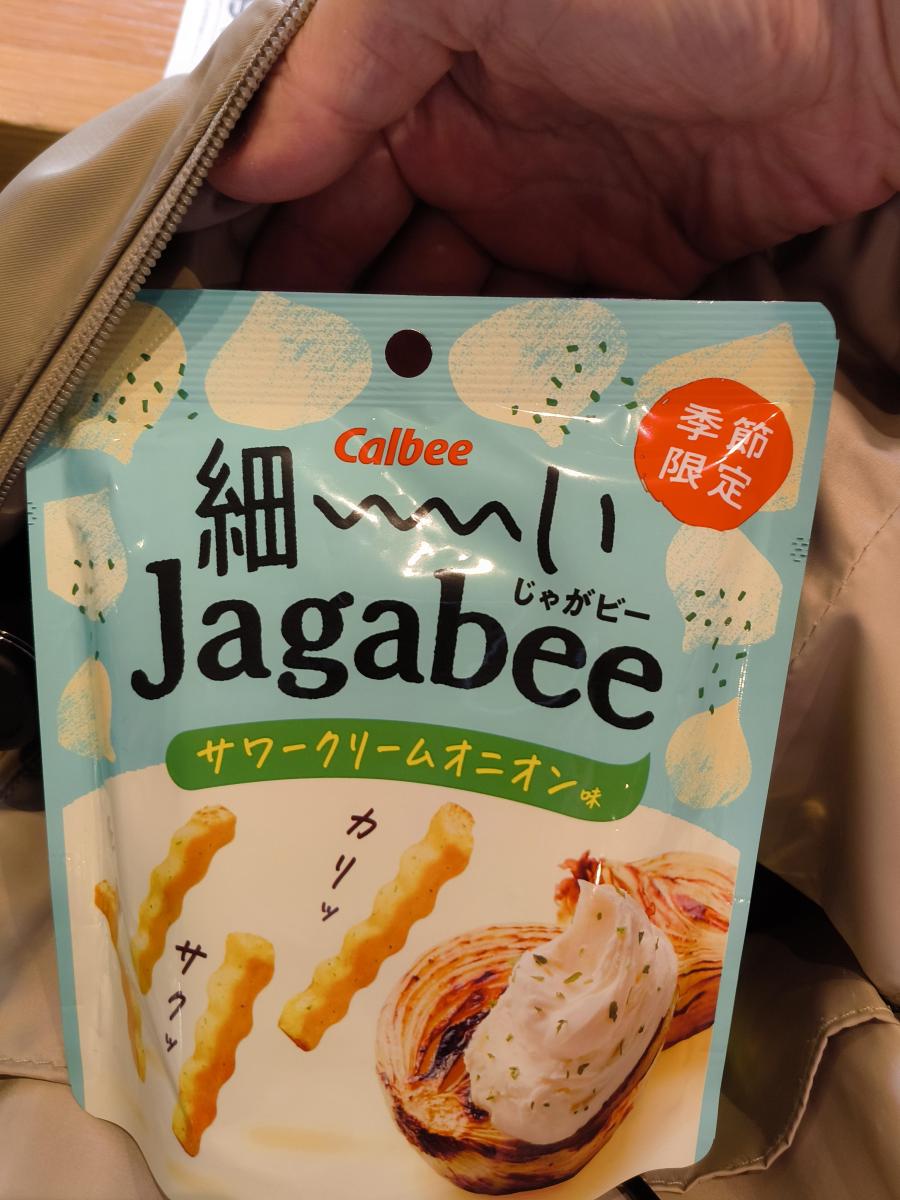 Calbee
季節
限定
細〰い
じゃがビー
Jagabee
サワークリームオニオン味
カリッ
サクッ